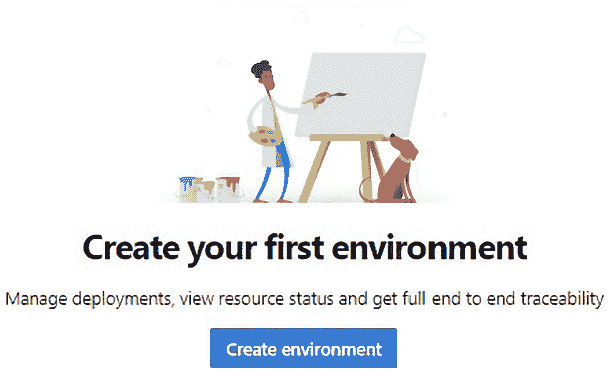 Create your first environment
Manage deployments, view resource status and get full end to end traceability
Create environment